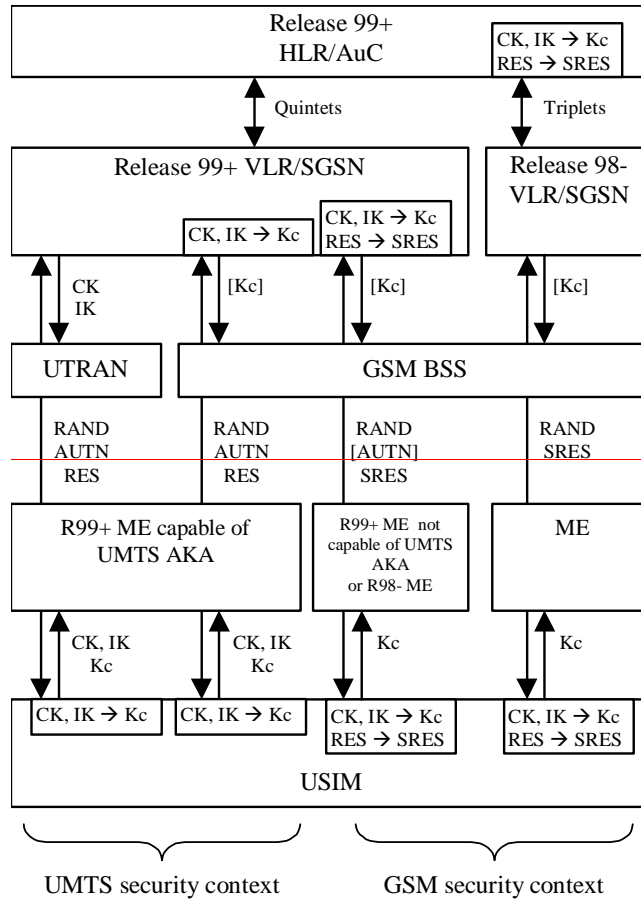 Release 99+
HLR/AuC
CK, IK → Kc
RES → SRES
Quintets
Triplets
Release 99+ VLR/SGSN
Release 98-
VLR/SGSN
CK, IK → Kc
CK, IK → Kc
RES → SRES
CK
IK
[Kc]
[Kc]
[Kc]
UTRAN
GSM BSS
RAND
AUTN
RES
RAND
AUTN
RES
RAND
[AUTN]
SRES
RAND
SRES
R99+ ME capable of
UMTS AKA
R99+ ME not
capable of UMTS
AKA
or R98- ME
ME
CK, IK
Kc
CK, IK
Kc
Kc
Kc
CK, IK → Kc
CK, IK → Kc
CK, IK → Kc
RES → SRES
CK, IK → Kc
RES → SRES
USIM
UMTS security context
GSM security context